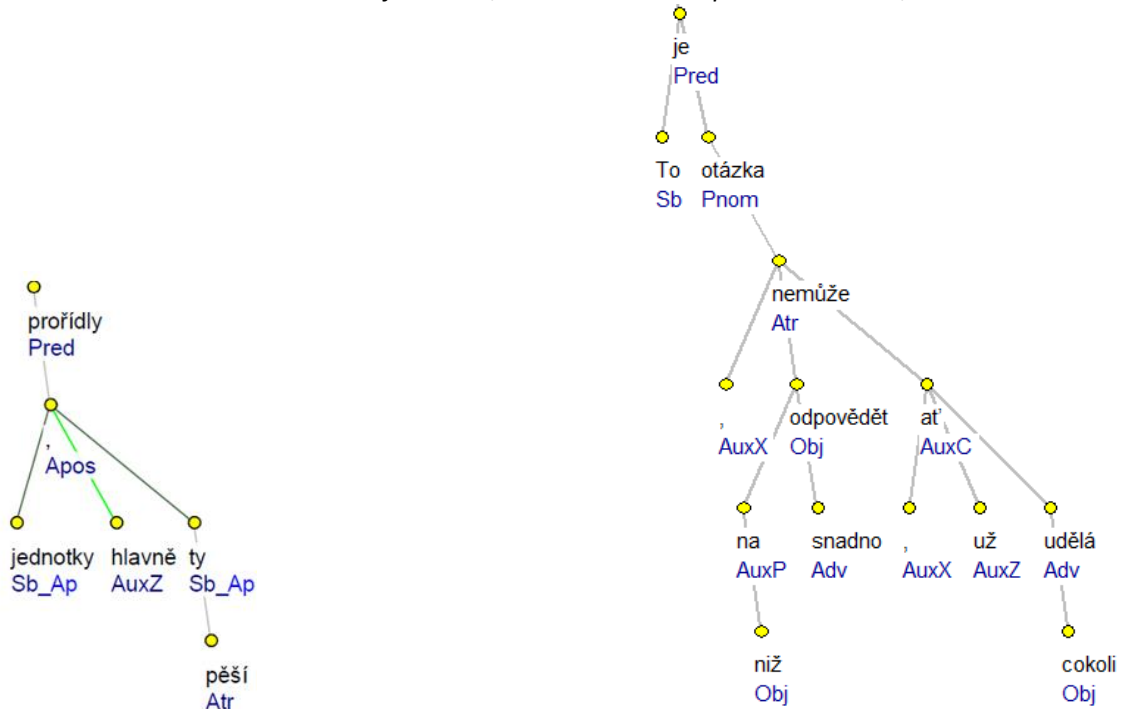 je
Pred
To otázka
Sb Pnom
nemůže
Atr
, odpovědět ať
AuxX Obj AuxC
na snadno , už udělá
AuxP Adv AuxX AuxZ Adv
niž cokoli
Obj Obj
prořídly
Pred
,
Apos
jednotky hlavně ty
Sb_Ap AuxZ Sb_Ap
pěší
Atr